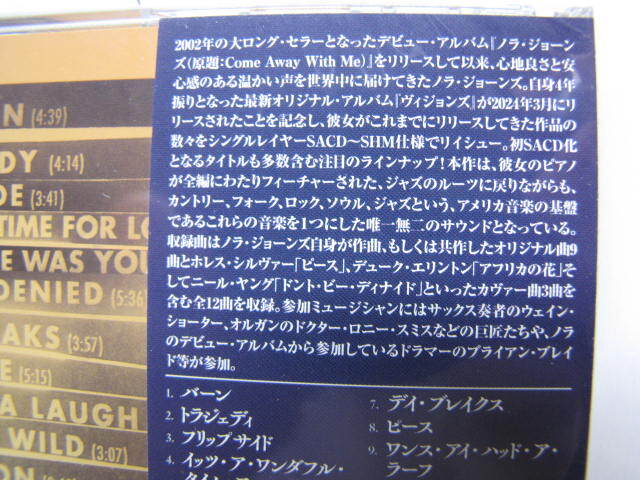 N (4:39)
DY (4:14)
DE (3:41)
TIME FOR LO
E WAS YOU
DENIED (5:36)
AKS (3:57)
E (5:15)
A LAUGH
WILD (3:07)
ON
2002年の大ロング・セラーとなったデビュー・アルバム『ノラ・ジョーン
ズ(原題:Come Away With Me)』をリリースして以来、心地良さと安
心感のある温かい声を世界中に届けてきたノラ・ジョーンズ。自身4年
振りとなった最新オリジナル・アルバム『ヴィジョンズ』が2024年3月にリ
リースされたことを記念し、彼女がこれまでにリリースしてきた作品の
数々をシングルレイヤーSACD〜SHM仕様でリイシュー。初SACD化
となるタイトルも多数含む注目のラインナップ!本作は、彼女のピアノ
が全編にわたりフィーチャーされた、ジャズのルーツに戻りながらも、
カントリー、フォーク、ロック、ソウル、ジャズという、アメリカ音楽の基盤
であるこれらの音楽を1つにした唯一無二のサウンドとなっている。
収録曲はノラ・ジョーンズ自身が作曲、もしくは共作したオリジナル曲9
曲とホレス・シルヴァー「ピース」、デューク・エリントン「アフリカの花」そ
してニール・ヤング「ドント・ビー・ディナイド」といったカヴァー曲3曲を
含む全12曲を収録。参加ミュージシャンにはサックス奏者のウェイン・
ショーター、オルガンのドクター・ロニー・スミスなどの巨匠たちや、ノラ
のデビュー・アルバムから参加しているドラマーのブライアン・ブレイ
ド等が参加。
1. バーン
2. トラジェディ
3. フリップサイド
4. イッツ・ア・ワンダフル・
7. デイ・ブレイクス
8. ピース
9. ワンス・アイ・ハッド・ア・
ラーフ